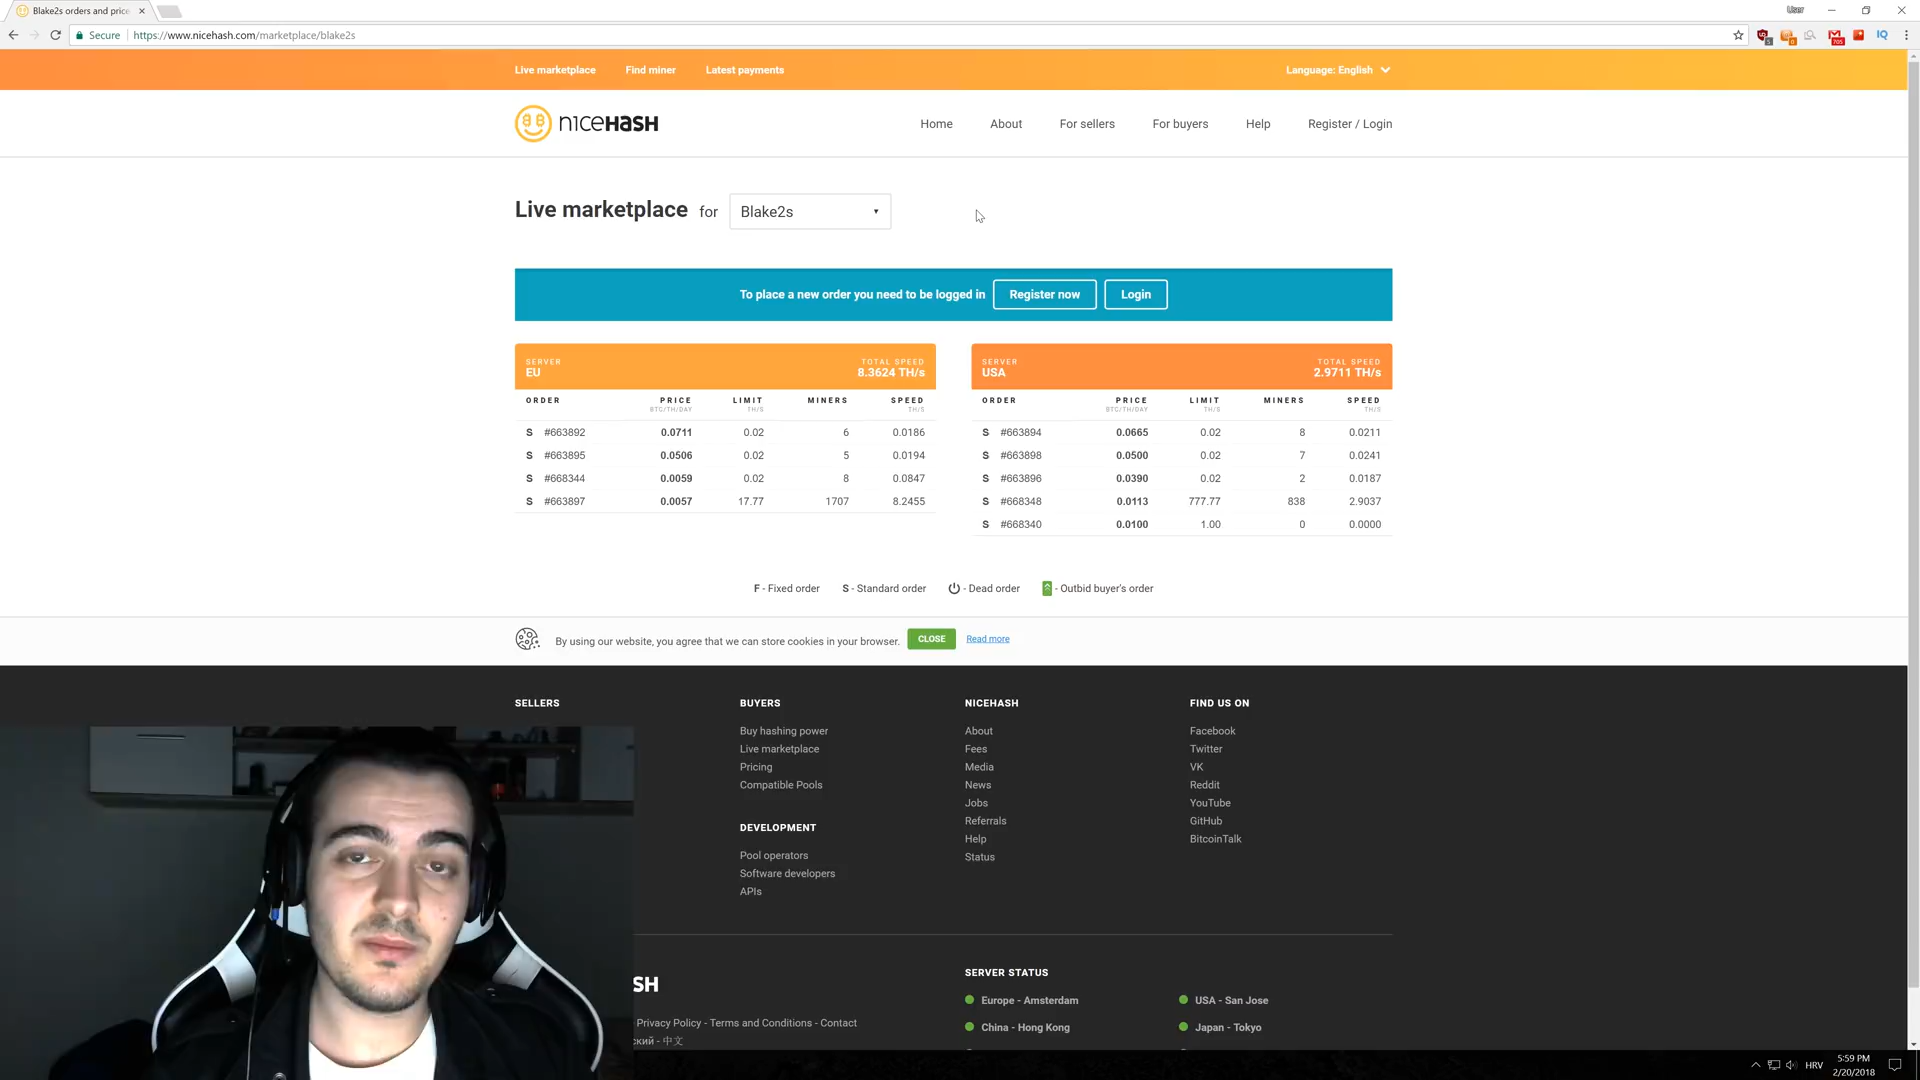 Blake2s orders and price
User
Secure https://www.nicehash.com/marketplace/blake2s
705
IQ
Live marketplace Find miner Latest payments Language: English
nıceHASH
Home About For sellers For buyers Help Register / Login
Live marketplace for Blake2s
To place a new order you need to be logged in Register now Login
SERVER TOTAL SPEED
EU 8.3624 TH/s
ORDER PRICE LIMIT MINERS SPEED
BTC/TH/DAY TH/S TH/S
S #663892 0.0711 0.02 6 0.0186
S #663895 0.0506 0.02 5 0.0194
S #668344 0.0059 0.02 8 0.0847
S #663897 0.0057 17.77 1707 8.2455
SERVER TOTAL SPEED
USA 2.9711 TH/s
ORDER PRICE LIMIT MINERS SPEED
BTC/TH/DAY TH/S TH/S
S #663894 0.0665 0.02 8 0.0211
S #663898 0.0500 0.02 7 0.0241
S #663896 0.0390 0.02 2 0.0187
S #668348 0.0113 777.77 838 2.9037
S #668340 0.0100 1.00 0 0.0000
F - Fixed order S - Standard order - Dead order - Outbid buyer's order
By using our website, you agree that we can store cookies in your browser. CLOSE Read more
SELLERS
BUYERS
Buy hashing power
Live marketplace
Pricing
Compatible Pools
DEVELOPMENT
Pool operators
Software developers
APIs
NICEHASH
About
Fees
Media
News
Jobs
Referrals
Help
Status
FIND US ON
Facebook
Twitter
VK
Reddit
YouTube
GitHub
BitcoinTalk
SH
Privacy Policy - Terms and Conditions - Contact
ский - 中文
SERVER STATUS
Europe - Amsterdam USA - San Jose
China - Hong Kong Japan - Tokyo
HRV
5:59 PM
2/20/2018